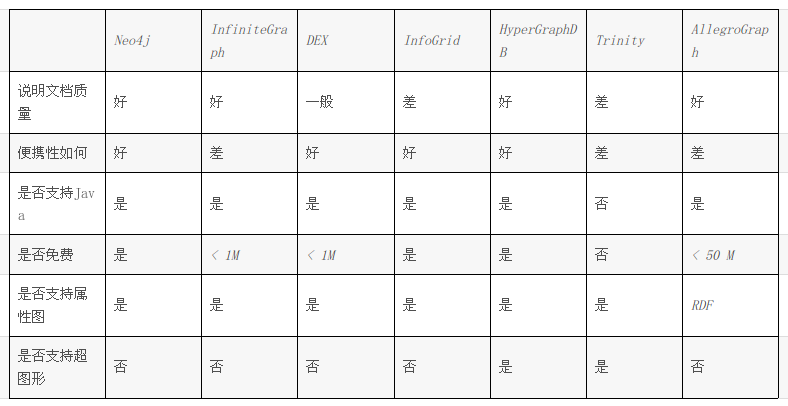 Neo4j InfiniteGra
ph DEX InfoGrid HyperGraphD
B Trinity AllegroGrap
h
说明文档质
量 好 好 一般 差 好 差 好
便携性如何 好 差 好 好 好 差 差
是否支持Jav
a 是 是 是 是 是 否 是
是否免费 是 < 1M < 1M 是 是 否 < 50 M
是否支持属
性图 是 是 是 是 是 是 RDF
是否支持超
图形 否 否 否 否 是 是 否